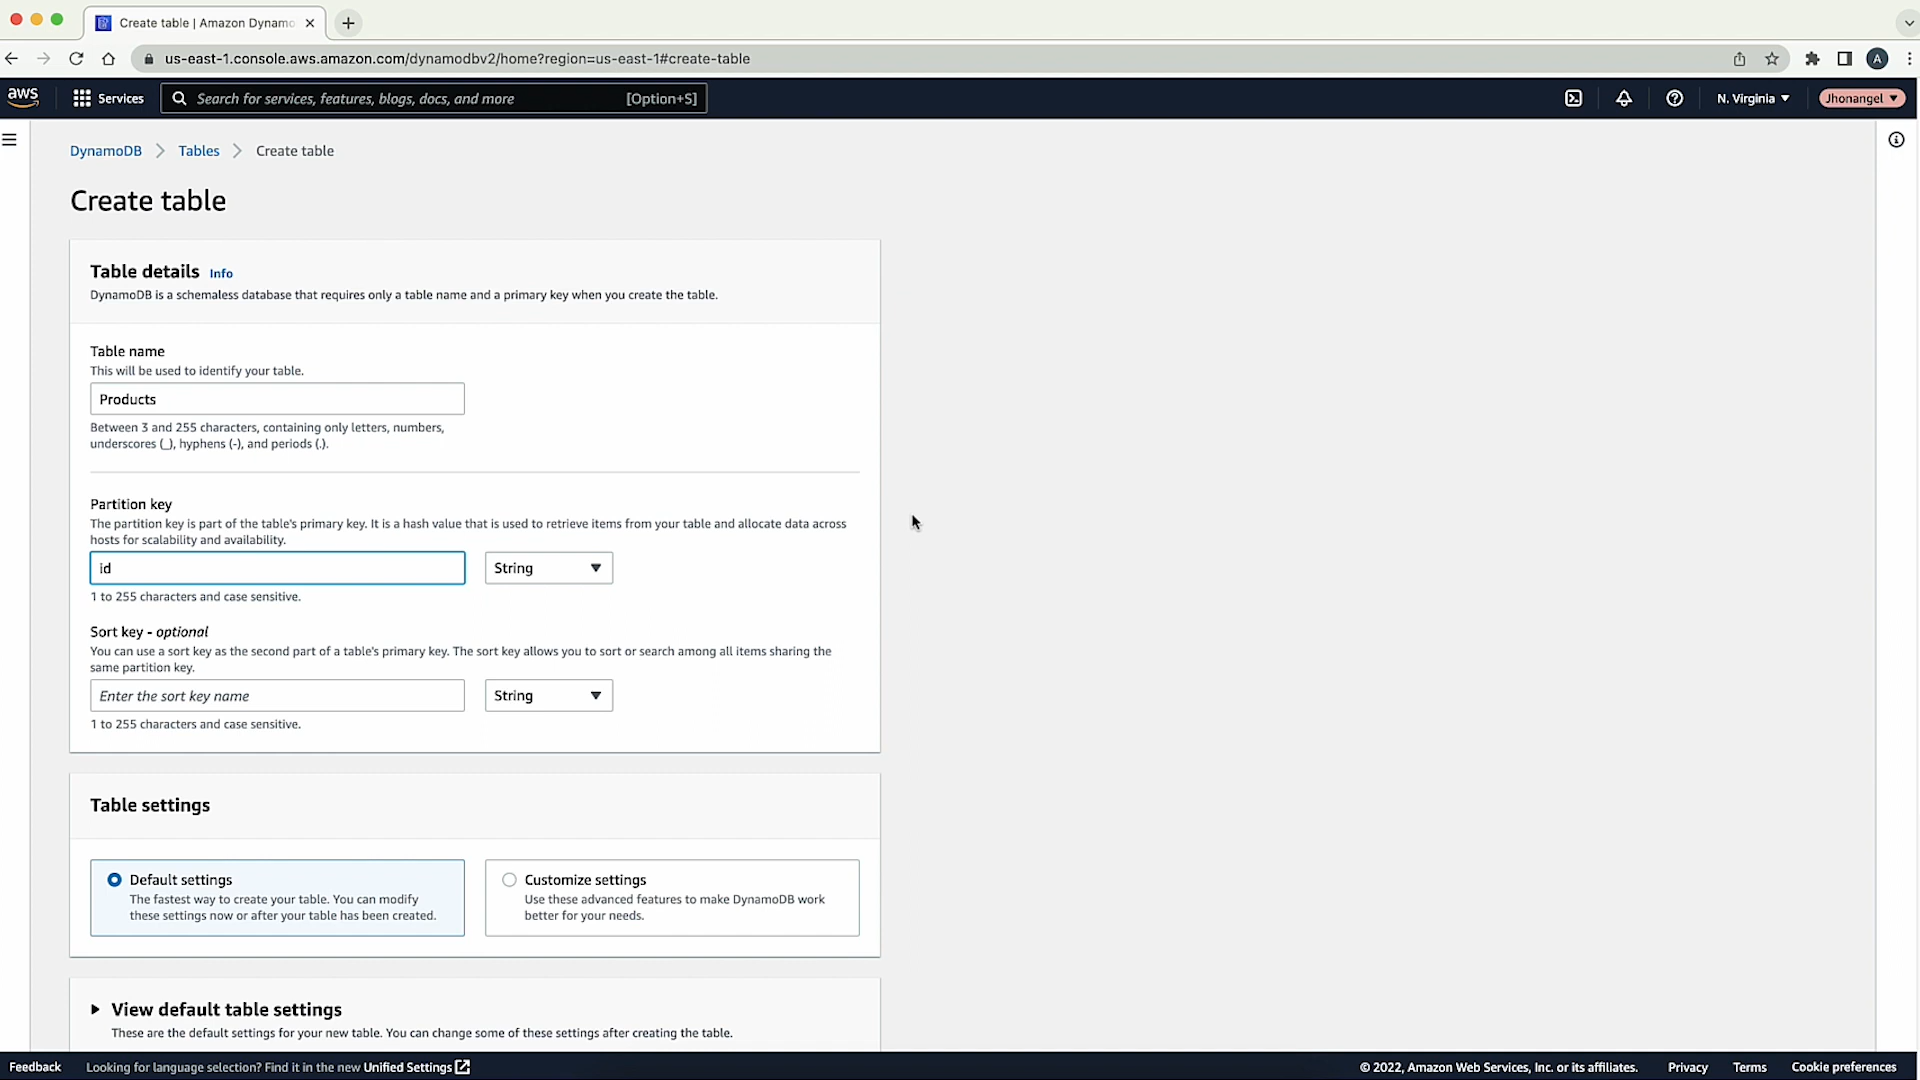 Create table | Amazon Dynamo
us-east-1.console.aws.amazon.com/dynamodbv2/home?region=us-east-1#create-table
A
aws
Services
Search for services, features, blogs, docs, and more
[Option+S]
N. Virginia
Jhonangel
DynamoDB
Tables
Create table
Create table
Table details Info
DynamoDB is a schemaless database that requires only a table name and a primary key when you create the table.
Table name
This will be used to identify your table.
Products
Between 3 and 255 characters, containing only letters, numbers,
underscores (_), hyphens (-), and periods (.).
Partition key
The partition key is part of the table's primary key. It is a hash value that is used to retrieve items from your table and allocate data across
hosts for scalability and availability.
id
String
1 to 255 characters and case sensitive.
Sort key - optional
You can use a sort key as the second part of a table's primary key. The sort key allows you to sort or search among all items sharing the
same partition key.
Enter the sort key name
String
1 to 255 characters and case sensitive.
Table settings
Default settings
The fastest way to create your table. You can modify
these settings now or after your table has been created.
Customize settings
Use these advanced features to make DynamoDB work
better for your needs.
View default table settings
These are the default settings for your new table. You can change some of these settings after creating the table.
Feedback
Looking for language selection? Find it in the new Unified Settings
© 2022, Amazon Web Services, Inc. or its affiliates.
Privacy
Terms
Cookie preferences